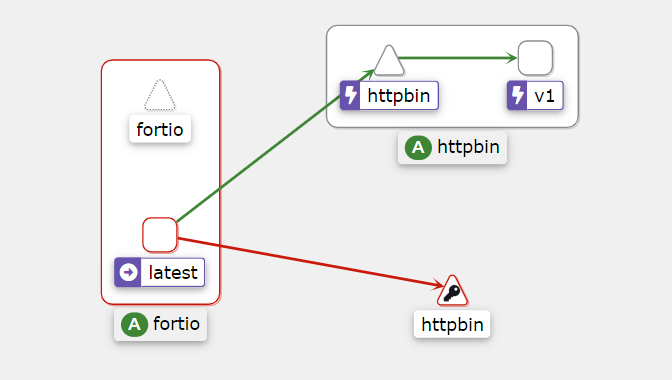 fortio
latest
A fortio
httpbin
v1
A httpbin
httpbin